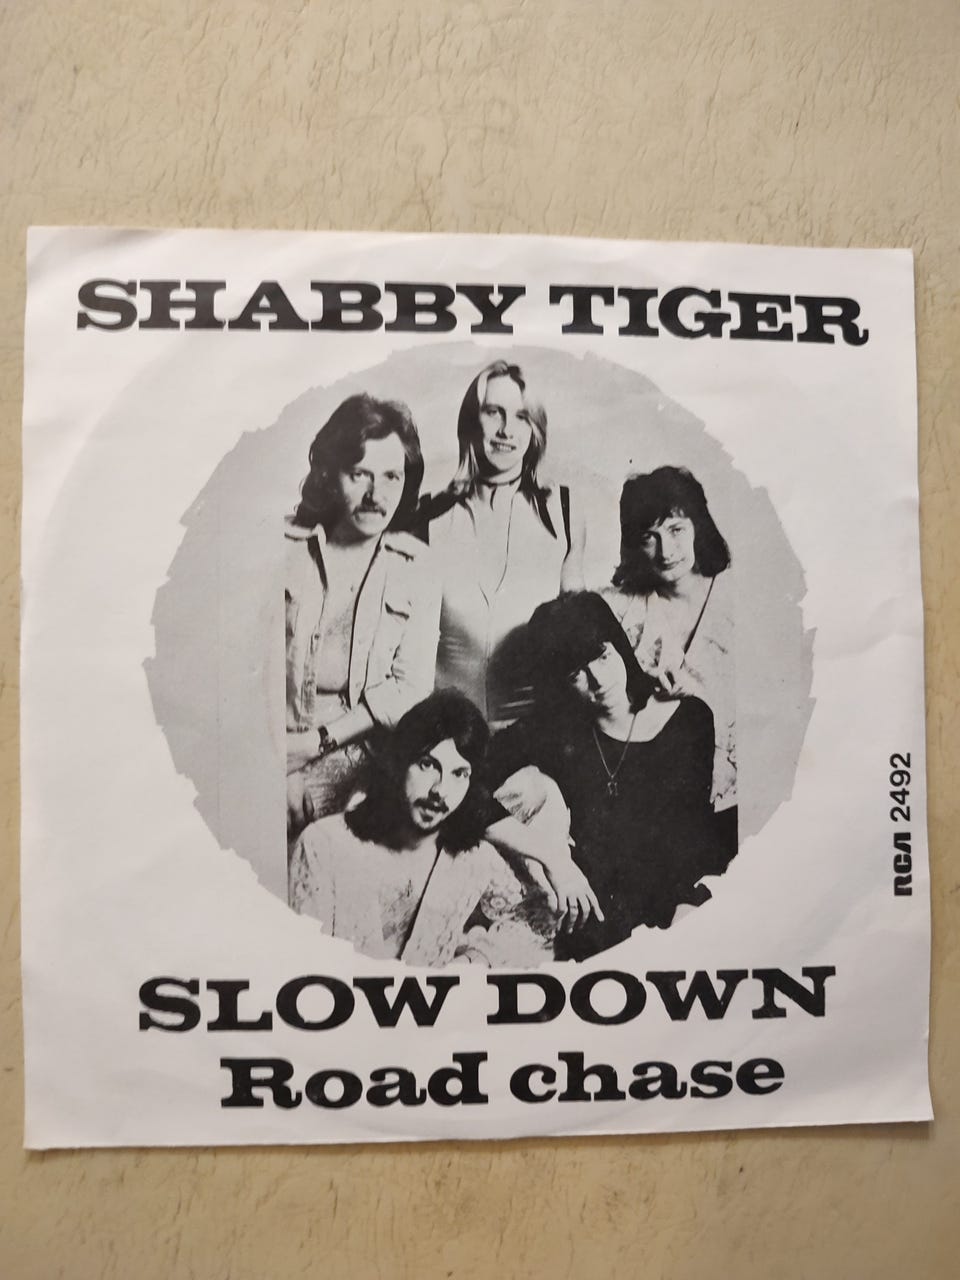 SHABBY TIGER
RCA 2492
SLOW DOWN
Road chase